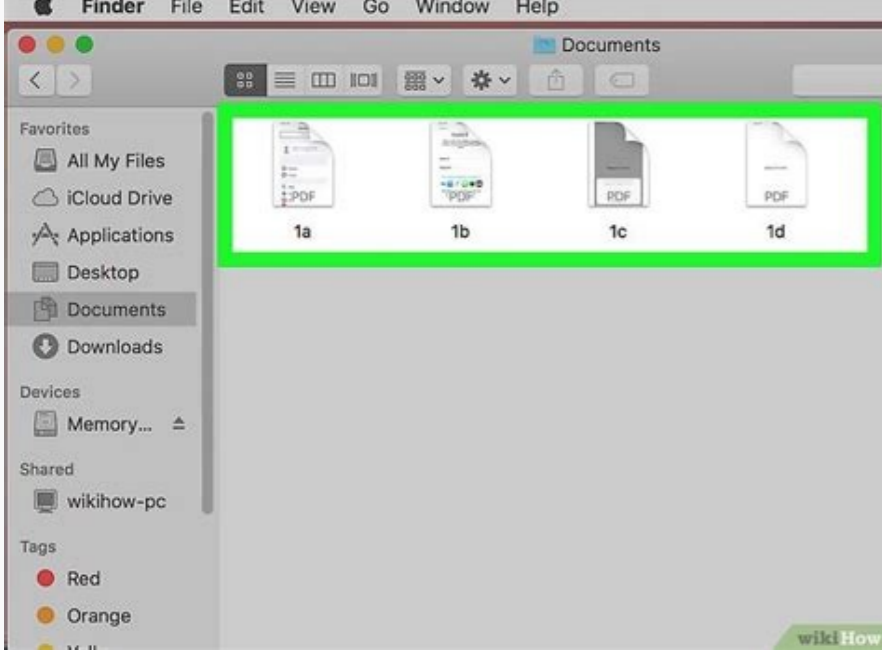 Finder File Edit View Go Window Help
Documents
Favorites
All My Files
iCloud Drive
Applications
Desktop
Documents
Downloads
PDF PDF PDF PDF
1a 1b 1c 1d
Devices
Memory...
Shared
wikihow-pc
Tags
Red
Orange
wikiHow